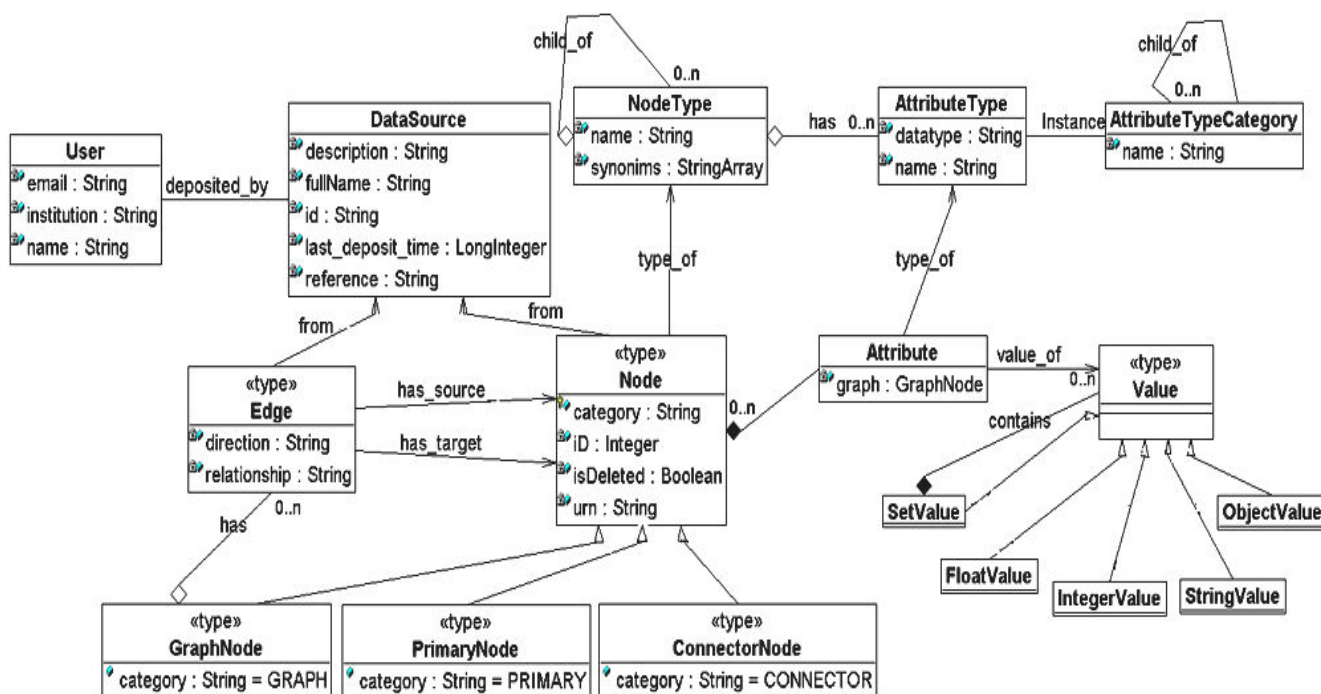 child_of
0..n
child_of
0..n
NodeType
name : String
synonims : StringArray
has 0..n
AttributeType
datatype : String
name : String
Instance
AttributeTypeCategory
name : String
DataSource
description : String
fullName : String
id : String
last_deposit_time : LongInteger
reference : String
User
email : String
institution : String
name : String
deposited_by
type_of
type_of
from
from
«type»
Node
category : String
iD : Integer
isDeleted : Boolean
urn : String
0..n
Attribute
graph : GraphNode
value_of
0..n
«type»
Value
contains
«type»
Edge
direction : String
relationship : String
has_source
has_target
0..n
has
SetValue
ObjectValue
FloatValue
IntegerValue
StringValue
«type»
GraphNode
category : String = GRAPH
«type»
PrimaryNode
category : String = PRIMARY
«type»
ConnectorNode
category : String = CONNECTOR